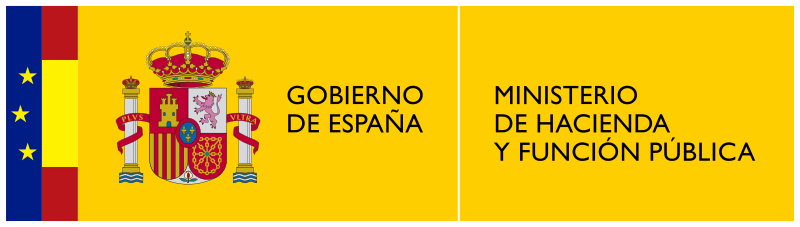 PLVS VLTRA
GOBIERNO
DE ESPAÑA
MINISTERIO
DE HACIENDA
Y FUNCIÓN PÚBLICA